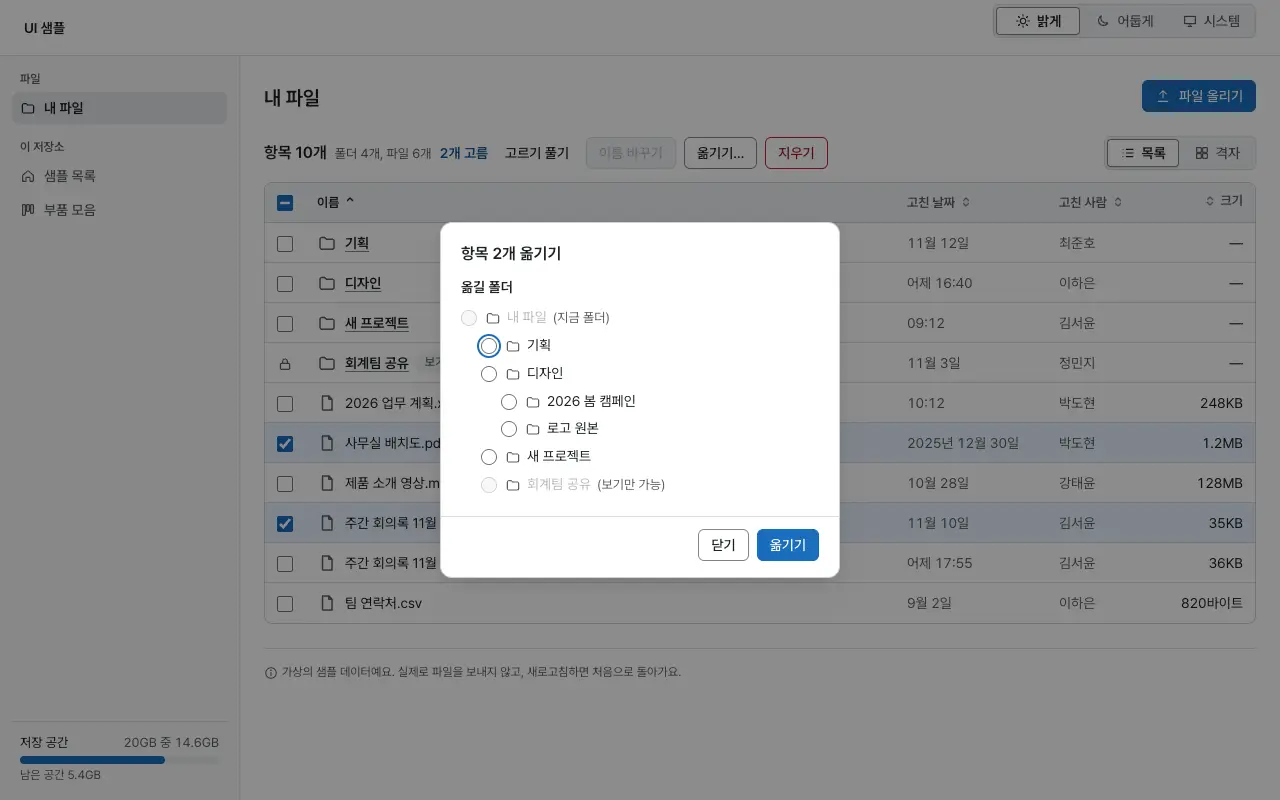 UI 샘플
밝게
어둡게
시스템
파일
내 파일
이 저장소
샘플 목록
부품 모음
저장 공간
20GB 중 14.6GB
남은 공간 5.4GB
내 파일
파일 올리기
항목 10개 폴더 4개, 파일 6개 2개 고름 고르기 풀기 이름 바꾸기 옮기기... 지우기
목록
격자
이름 고친 날짜 고친 사람 크기
기획 11월 12일 최준호 —
디자인 어제 16:40 이하은 —
새 프로젝트 09:12 김서윤 —
회계팀 공유 11월 3일 정민지 —
2026 업무 계획 10:12 박도현 248KB
사무실 배치도.pd 2025년 12월 30일 박도현 1.2MB
제품 소개 영상.m 10월 28일 강태윤 128MB
주간 회의록 11월 11월 10일 김서윤 35KB
주간 회의록 11월 어제 17:55 김서윤 36KB
팀 연락처.csv 9월 2일 이하은 820바이트
가상의 샘플 데이터예요. 실제로 파일을 보내지 않고, 새로고침하면 처음으로 돌아가요.
항목 2개 옮기기
옮길 폴더
내 파일 (지금 폴더)
기획
디자인
2026 봄 캠페인
로고 원본
새 프로젝트
회계팀 공유 (보기만 가능)
닫기
옮기기